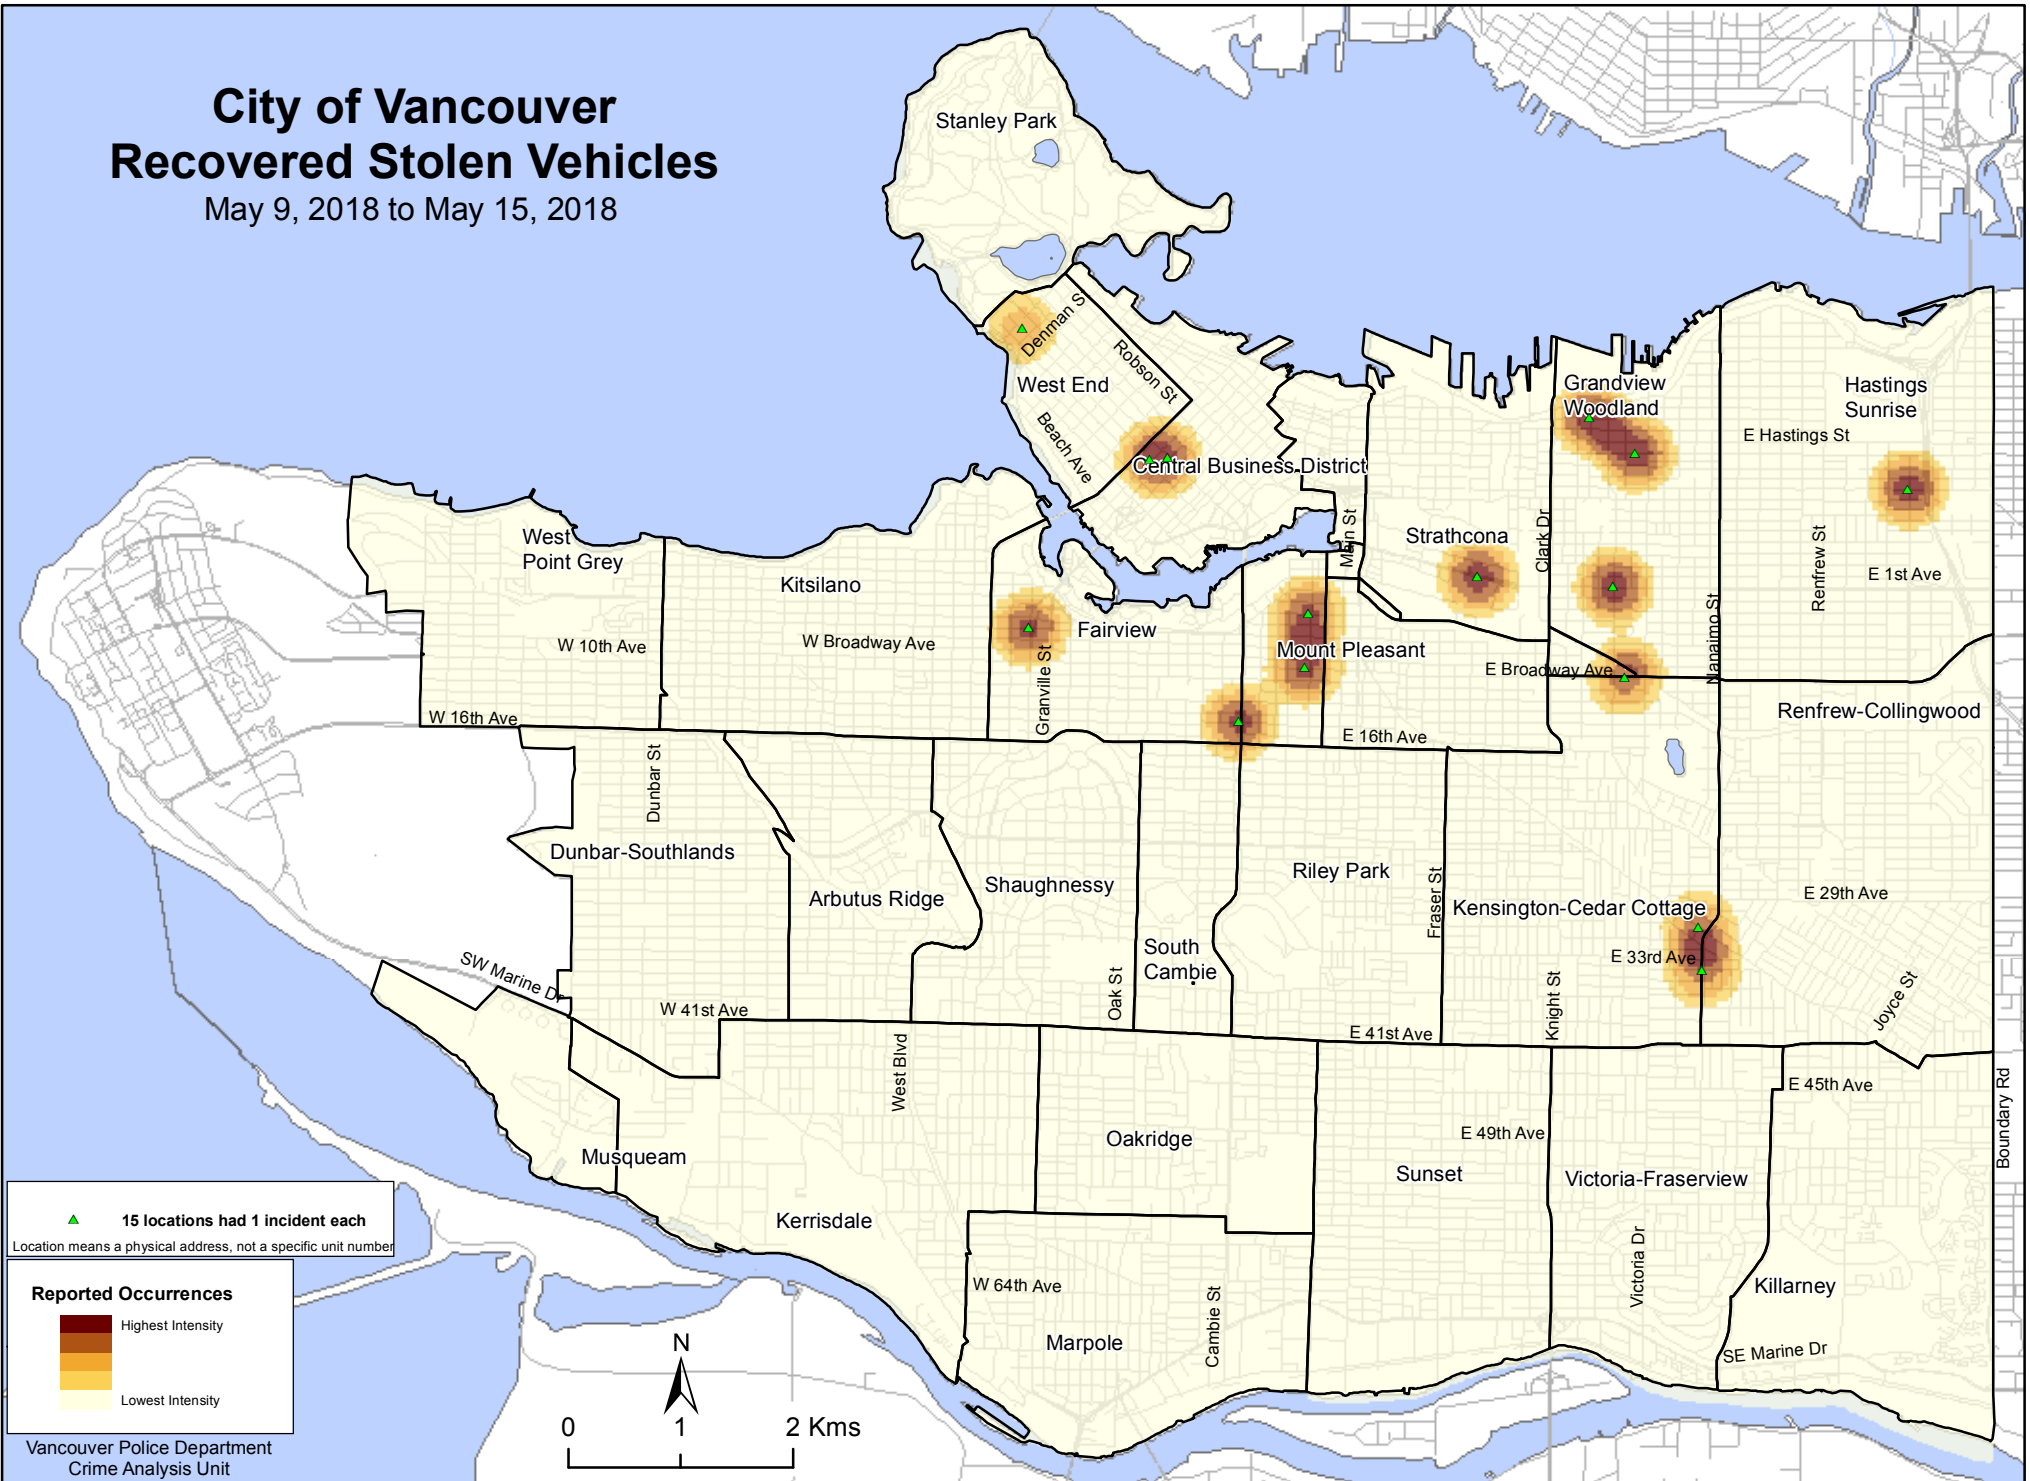 City of Vancouver
Recovered Stolen Vehicles
May 9, 2018 to May 15, 2018
Stanley Park
Denman S
Robson St
West End
Beach Ave
Central Business District
Grandview
Woodland
Hastings
Sunrise
E Hastings St
Main St
Strathcona
Clark Dr
Renfrew St
E 1st Ave
Nanaimo St
West
Point Grey
Kitsilano
W 10th Ave
W Broadway Ave
Fairview
Granville St
Mount Pleasant
E Broadway Ave
W 16th Ave
E 16th Ave
Renfrew-Collingwood
Dunbar St
Dunbar-Southlands
Arbutus Ridge
Shaughnessy
South
Cambie
Oak St
Riley Park
Fraser St
Kensington-Cedar Cottage
E 29th Ave
E 33rd Ave
Knight St
Joyce St
SW Marine Dr
W 41st Ave
E 41st Ave
West Blvd
E 45th Ave
Boundary Rd
Musqueam
Oakridge
E 49th Ave
Sunset
Victoria-Fraserview
Kerrisdale
Victoria Dr
W 64th Ave
Cambie St
Killarney
Marpole
SE Marine Dr
15 locations had 1 incident each
Location means a physical address, not a specific unit number
Reported Occurrences
Highest Intensity
Lowest Intensity
N
0 1 2 Kms
Vancouver Police Department
Crime Analysis Unit